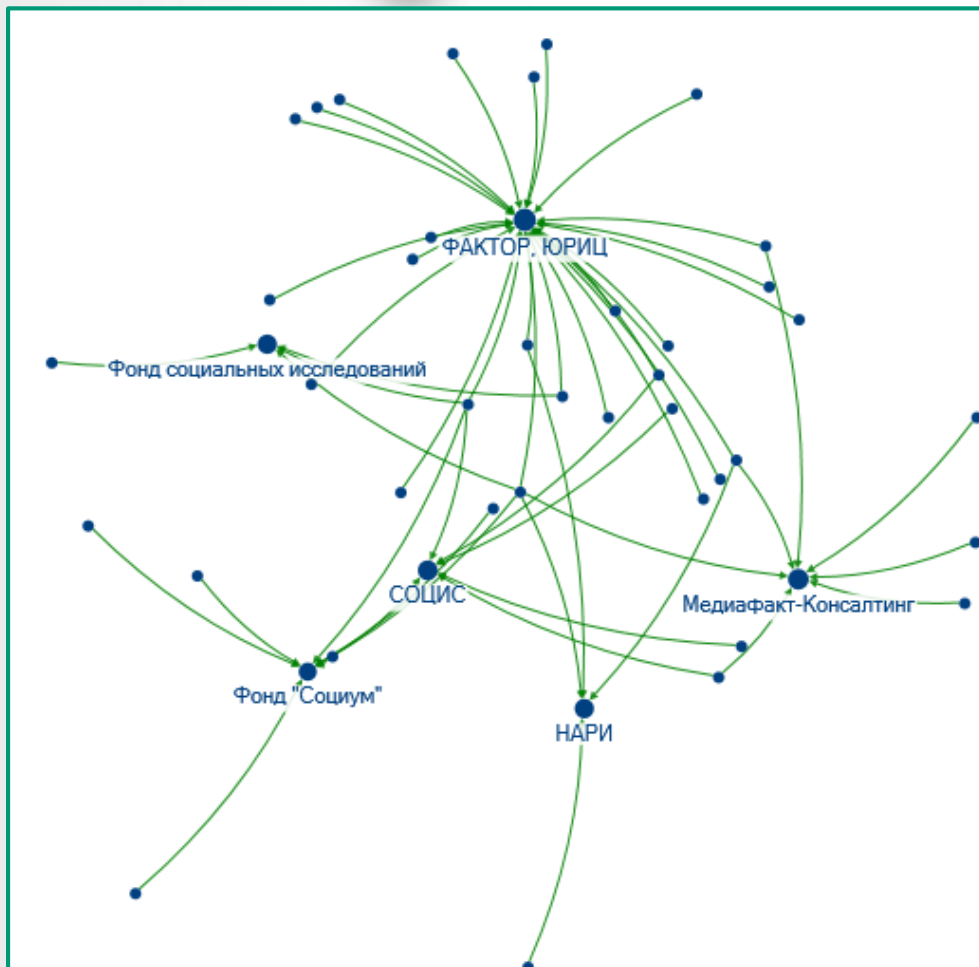 ФАКТОР, ЮРИЦ
Фонд социальных исследований
СОЦИС
Медиафакт-Консалтинг
Фонд "Социум"
НАРИ